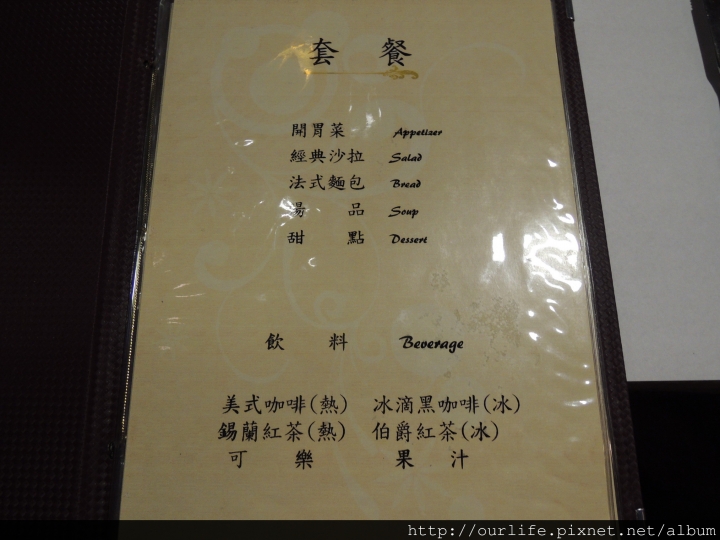 套 餐
開胃菜 Appetizer
經典沙拉 Salad
法式麵包 Bread
湯 品 Soup
甜 點 Dessert
飲 料 Beverage
美式咖啡(熱) 冰滴黑咖啡(冰)
錫蘭紅茶(熱) 伯爵紅茶(冰)
可 樂 果 汁
http://ourlife.pixnet.net/album